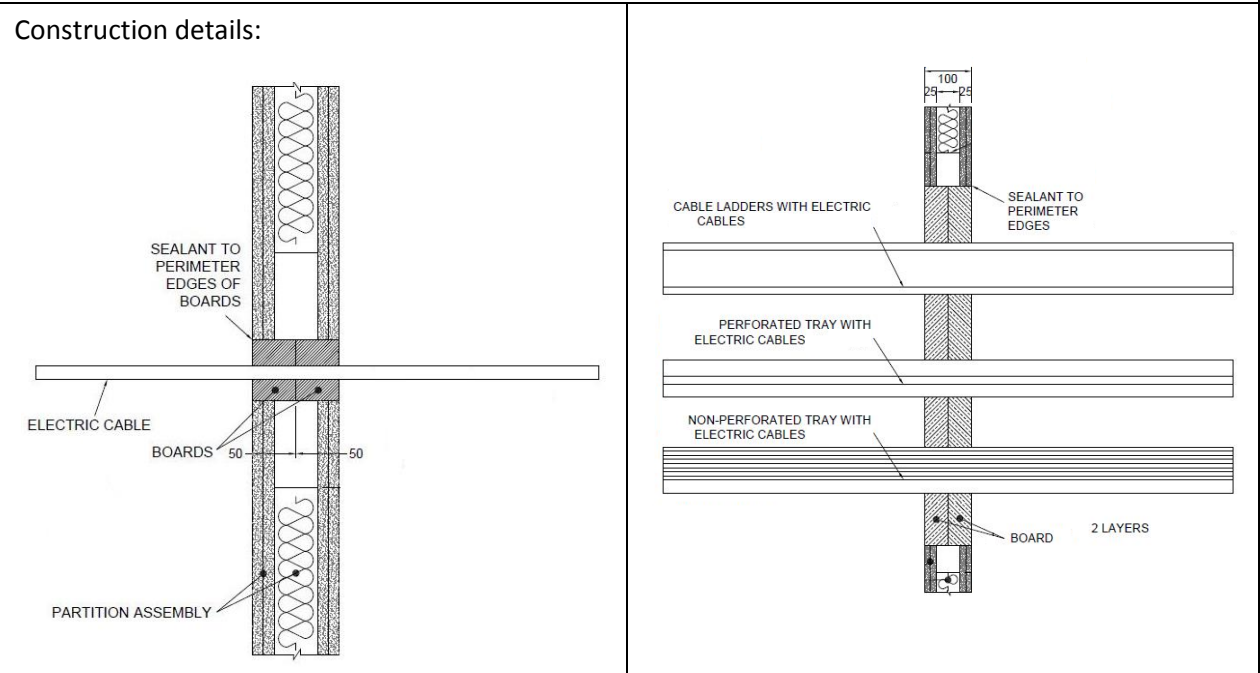 Construction details:
SEALANT TO
PERIMETER
EDGES OF
BOARDS
ELECTRIC CABLE
BOARDS
50
50
PARTITION ASSEMBLY
100
25
25
CABLE LADDERS WITH ELECTRIC
CABLES
SEALANT TO
PERIMETER
EDGES
PERFORATED TRAY WITH
ELECTRIC CABLES
NON-PERFORATED TRAY WITH
ELECTRIC CABLES
BOARD
2 LAYERS